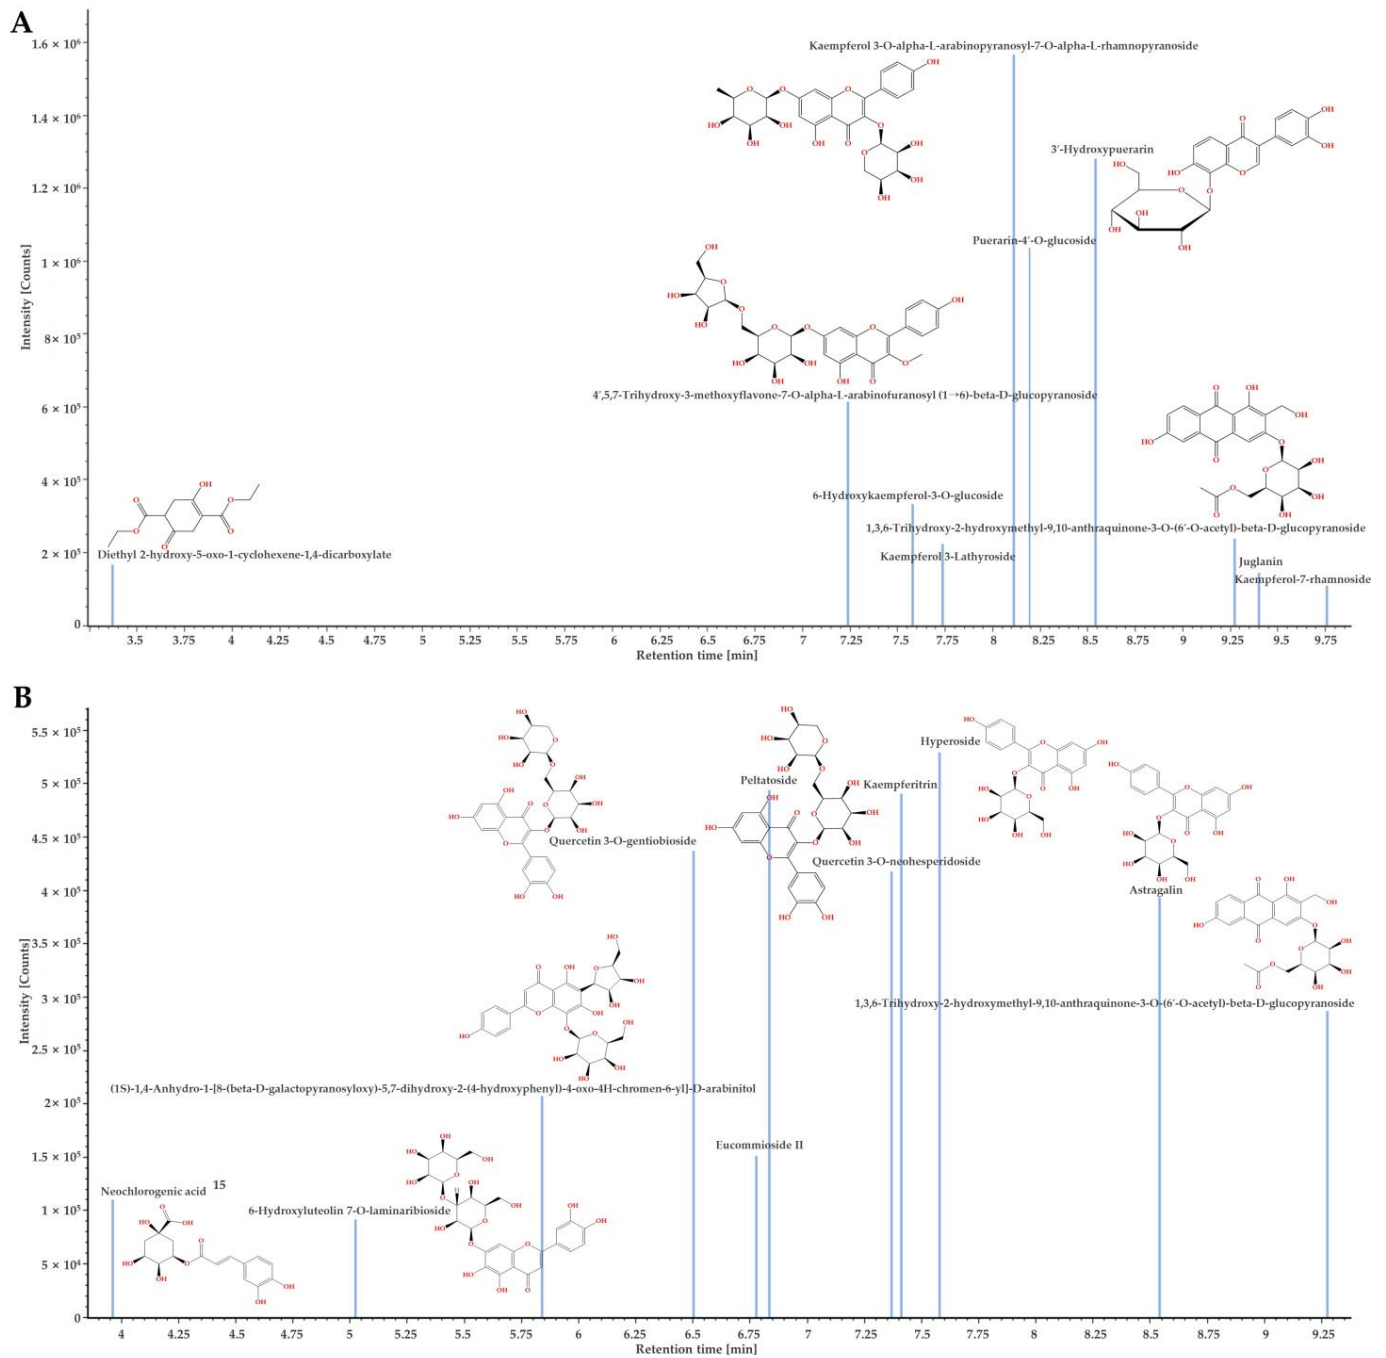 A
Intensity [Counts]
1.6 × 10⁶
1.4 × 10⁶
1.2 × 10⁶
1 × 10⁶
8 × 10⁵
6 × 10⁵
4 × 10⁵
2 × 10⁵
0
Kaempferol 3-O-alpha-L-arabinopyranosyl-7-O-alpha-L-rhamnopyranoside
3′-Hydroxypuerarin
Puerarin-4′-O-glucoside
4′,5,7-Trihydroxy-3-methoxyflavone-7-O-alpha-L-arabinofuranosyl (1→6)-beta-D-glucopyranoside
6-Hydroxykaempferol-3-O-glucoside
1,3,6-Trihydroxy-2-hydroxymethyl-9,10-anthraquinone-3-O-(6′-O-acetyl)-beta-D-glucopyranoside
Diethyl 2-hydroxy-5-oxo-1-cyclohexene-1,4-dicarboxylate
Kaempferol 3-Lathyroside
Juglanin
Kaempferol-7-rhamnoside
3.5 3.75 4 4.25 4.5 4.75 5 5.25 5.5 5.75 6 6.25 6.5 6.75 7 7.25 7.5 7.75 8 8.25 8.5 8.75 9 9.25 9.5 9.75
Retention time [min]
B
Intensity [Counts]
5.5 × 10⁵
5 × 10⁵
4.5 × 10⁵
4 × 10⁵
3.5 × 10⁵
3 × 10⁵
2.5 × 10⁵
2 × 10⁵
1.5 × 10⁵
1 × 10⁵
5 × 10⁴
0
Hyperoside
Peltatoside
Kaempferitrin
Quercetin 3-O-gentiobioside
Quercetin 3-O-neohesperidoside
Astragalin
1,3,6-Trihydroxy-2-hydroxymethyl-9,10-anthraquinone-3-O-(6′-O-acetyl)-beta-D-glucopyranoside
(1S)-1,4-Anhydro-1-[8-(beta-D-galactopyranosyloxy)-5,7-dihydroxy-2-(4-hydroxyphenyl)-4-oxo-4H-chromen-6-yl]-D-arabinitol
Eucommioside II
Neochlorogenic acid 15
6-Hydroxyluteolin 7-O-laminaribioside
4 4.25 4.5 4.75 5 5.25 5.5 5.75 6 6.25 6.5 6.75 7 7.25 7.5 7.75 8 8.25 8.5 8.75 9 9.25
Retention time [min]